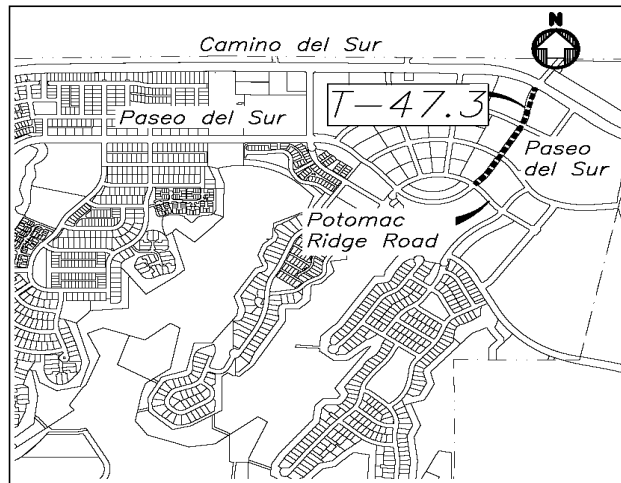 N
Camino del Sur
T-47.3
Paseo del Sur
Paseo
del Sur
Potomac
Ridge Road